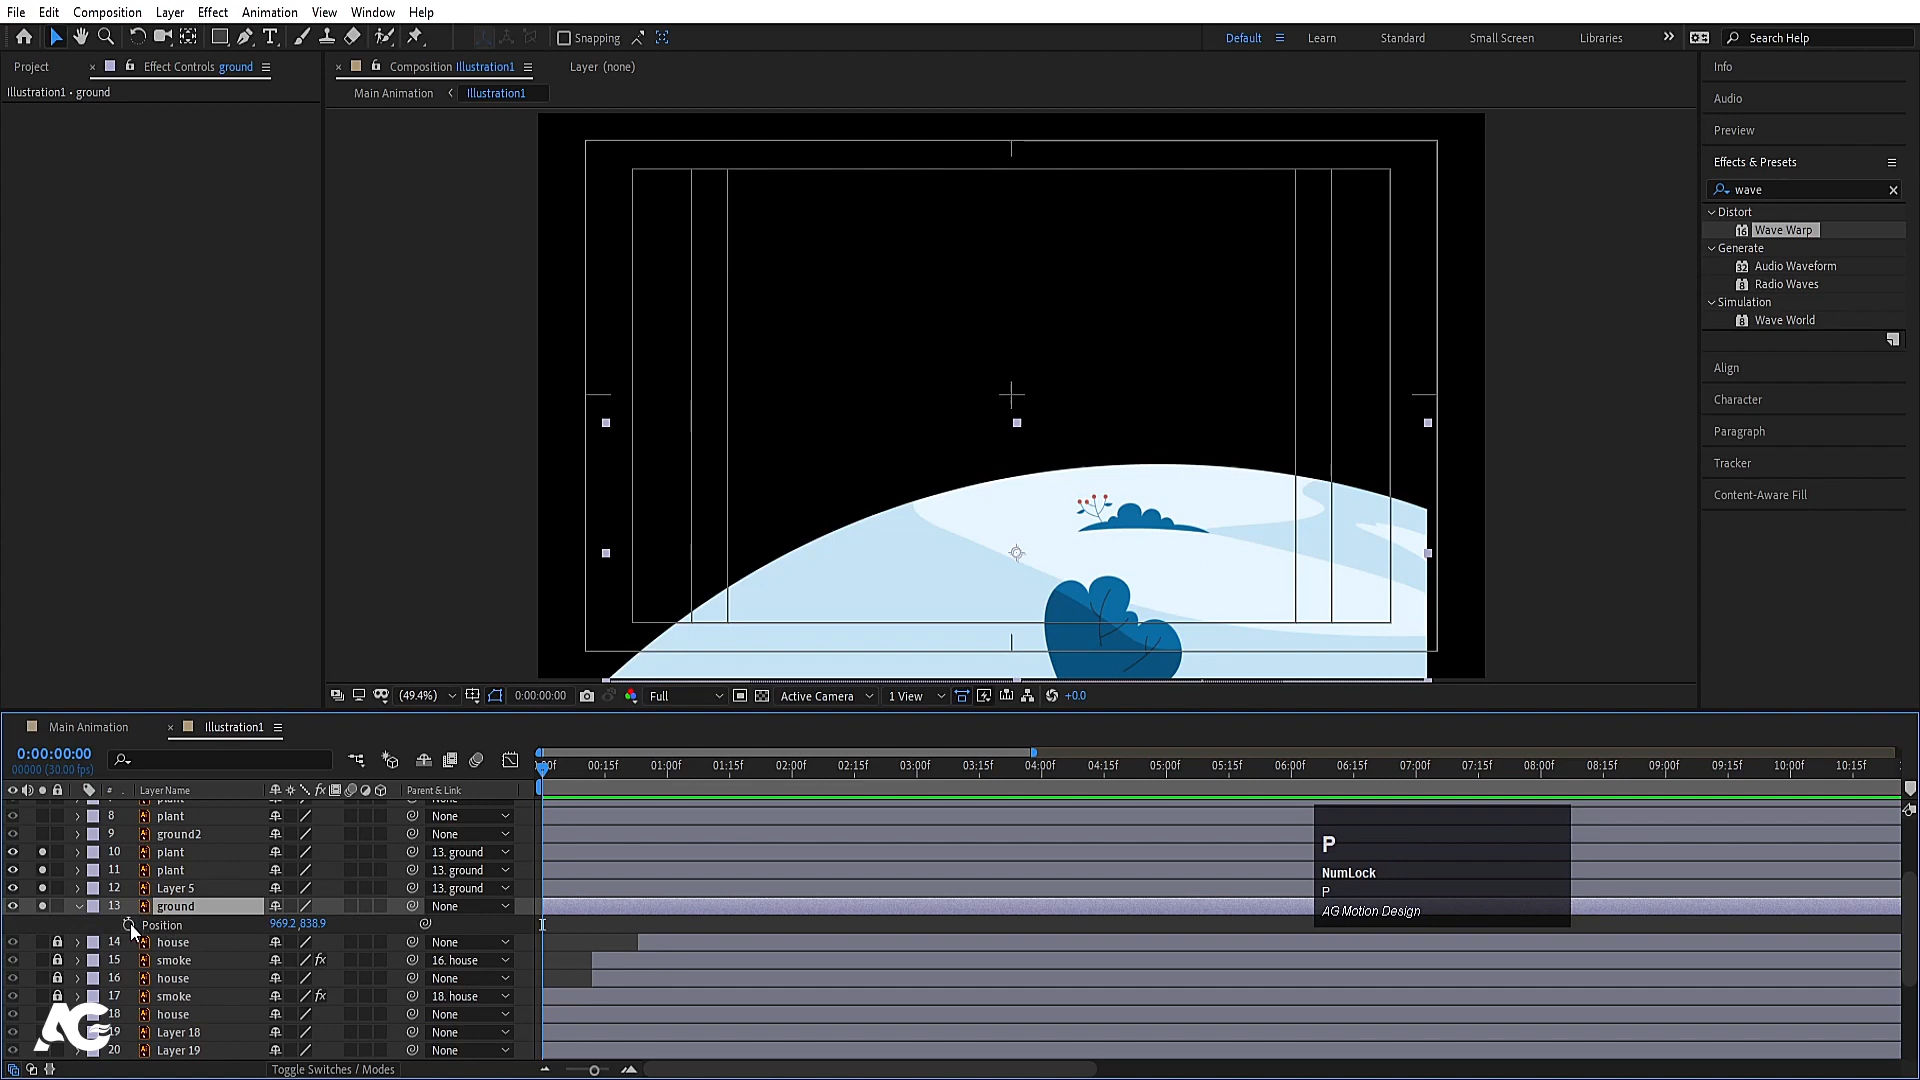 File Edit Composition Layer Effect Animation View Window Help
Snapping Default Learn Standard Small Screen Libraries Search Help
Project Effect Controls ground Composition Illustration1 Layer (none) Info
Illustration1 • ground Main Animation Illustration1
Audio
Preview
Effects & Presets
wave
Distort
Wave Warp
Generate
Audio Waveform
Radio Waves
Simulation
Wave World
Align
Character
Paragraph
Tracker
Content-Aware Fill
(49.4%) 0:00:00:00 Full Active Camera 1 View +0.0
Main Animation Illustration1
0:00:00:00
00000 (30.00 fps)
00:15f 01:00f 01:15f 02:00f 02:15f 03:00f 03:15f 04:00f 04:15f 05:00f 05:15f 06:00f 06:15f 07:00f 07:15f 08:00f 08:15f 09:00f 09:15f 10:00f 10:15f
# Layer Name fx Parent & Link
plant None
8 plant None
9 ground2 None
10 plant 13. ground
11 plant 13. ground
12 Layer 5 13. ground
13 ground None
Position 969.2,838.9
14 house None
15 smoke fx 16. house
16 house None
17 smoke fx 18. house
18 house None
19 Layer 18 None
20 Layer 19 None
Toggle Switches / Modes
P
NumLock
P
AG Motion Design
AG